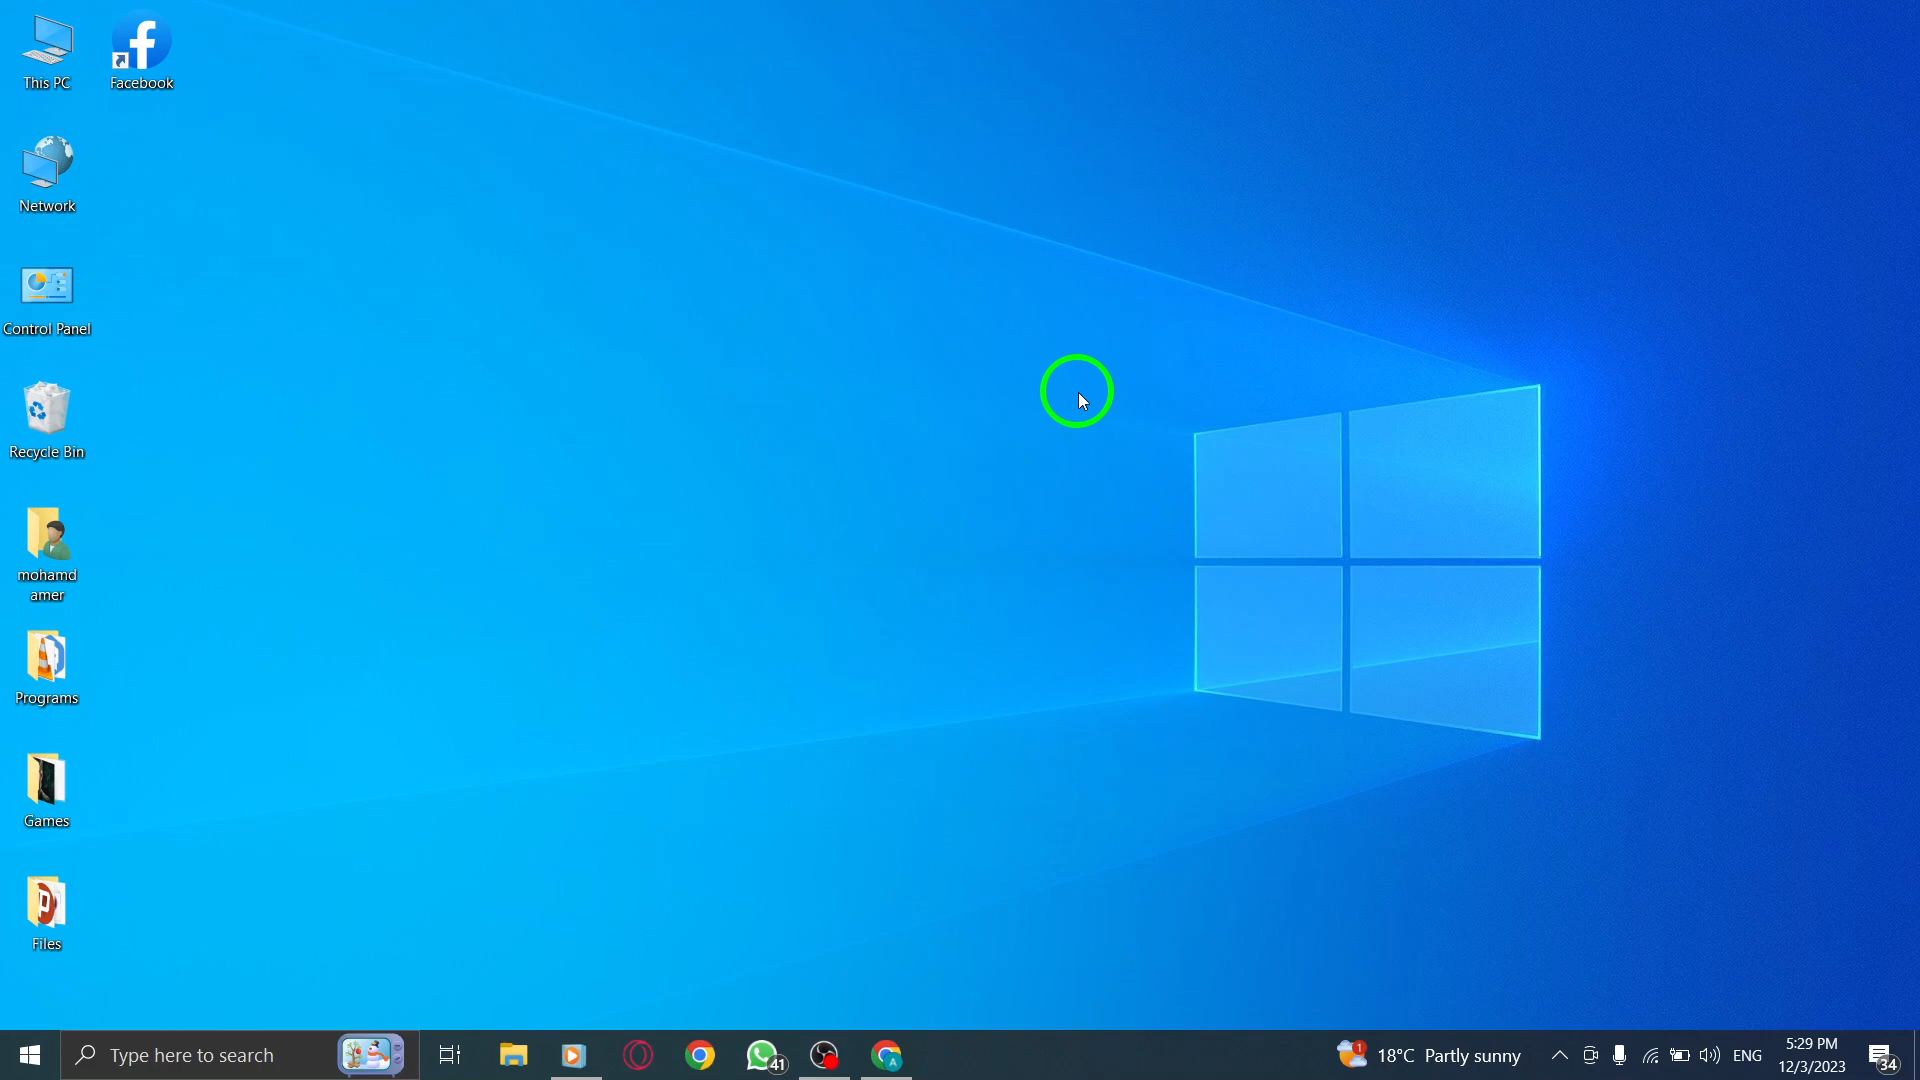 This PC
Facebook
Network
Control Panel
Recycle Bin
mohamd
amer
Programs
Games
Files
Type here to search
41
1
18°C Partly sunny
ENG
5:29 PM
12/3/2023
34
A